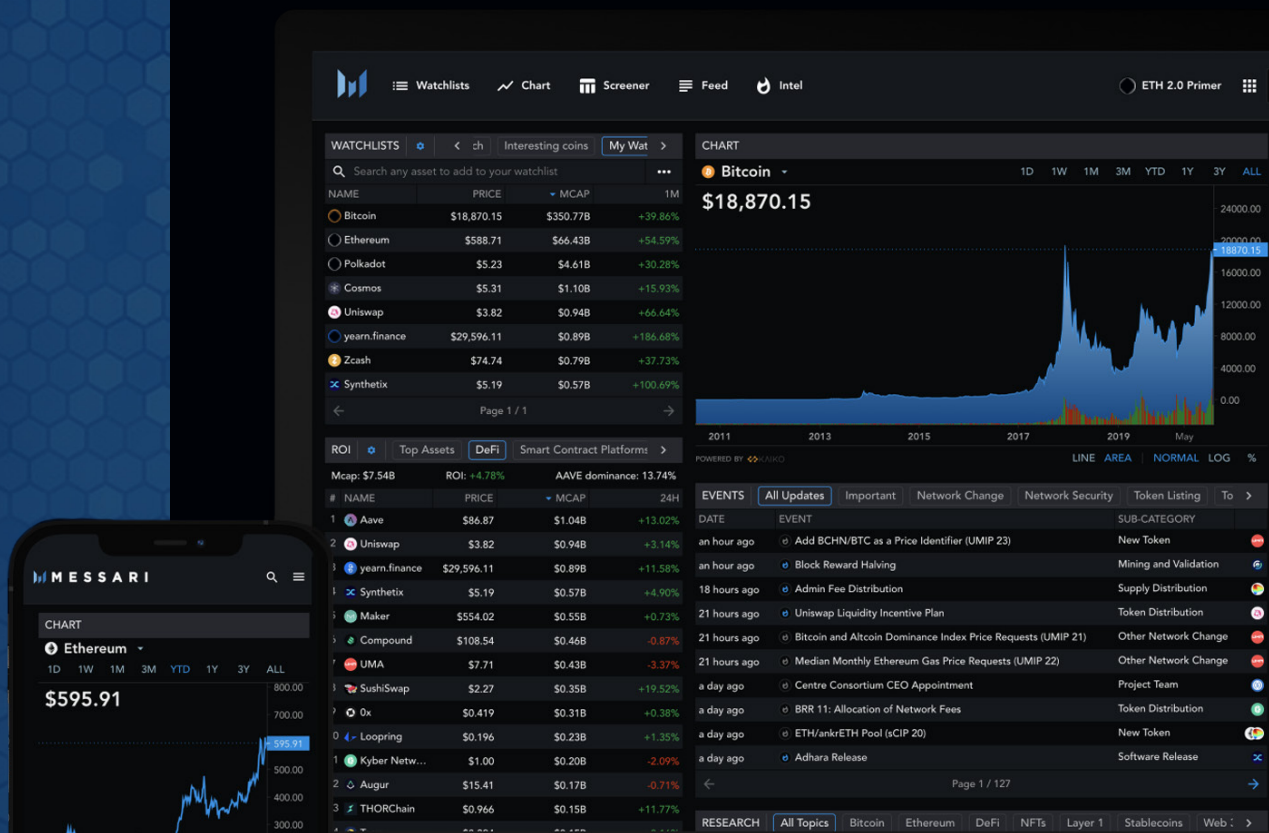 Watchlists Chart Screener Feed Intel ETH 2.0 Primer
WATCHLISTS ch Interesting coins My Wat
Search any asset to add to your watchlist
NAME PRICE MCAP 1M
Bitcoin $18,870.15 $350.77B +39.86%
Ethereum $588.71 $66.43B +54.59%
Polkadot $5.23 $4.61B +30.28%
Cosmos $5.31 $1.10B +15.93%
Uniswap $3.82 $0.94B +66.64%
yearn.finance $29,596.11 $0.89B +186.68%
Zcash $74.74 $0.79B +37.73%
Synthetix $5.19 $0.57B +100.69%
Page 1 / 1
CHART
Bitcoin 1D 1W 1M 3M YTD 1Y 3Y ALL
$18,870.15
24000.00
20000.00
18870.15
16000.00
12000.00
8000.00
4000.00
0.00
2011 2013 2015 2017 2019 May
POWERED BY KAIKO LINE AREA NORMAL LOG %
ROI Top Assets DeFi Smart Contract Platforms
Mcap: $7.54B ROI: +4.78% AAVE dominance: 13.74%
# NAME PRICE MCAP 24H
1 Aave $86.87 $1.04B +13.02%
2 Uniswap $3.82 $0.94B +3.14%
yearn.finance $29,596.11 $0.89B +11.58%
Synthetix $5.19 $0.57B +4.90%
Maker $554.02 $0.55B +0.73%
Compound $108.54 $0.46B -0.87%
UMA $7.71 $0.43B -3.37%
SushiSwap $2.27 $0.35B +19.52%
0x $0.419 $0.31B +0.38%
0 Loopring $0.196 $0.23B +1.35%
1 Kyber Netw... $1.00 $0.20B -2.09%
2 Augur $15.41 $0.17B -0.71%
3 THORChain $0.966 $0.15B +11.77%
EVENTS All Updates Important Network Change Network Security Token Listing To
DATE EVENT SUB-CATEGORY
an hour ago Add BCHN/BTC as a Price Identifier (UMIP 23) New Token
an hour ago Block Reward Halving Mining and Validation
18 hours ago Admin Fee Distribution Supply Distribution
21 hours ago Uniswap Liquidity Incentive Plan Token Distribution
21 hours ago Bitcoin and Altcoin Dominance Index Price Requests (UMIP 21) Other Network Change
21 hours ago Median Monthly Ethereum Gas Price Requests (UMIP 22) Other Network Change
a day ago Centre Consortium CEO Appointment Project Team
a day ago BRR 11: Allocation of Network Fees Token Distribution
a day ago ETH/ankrETH Pool (sCIP 20) New Token
a day ago Adhara Release Software Release
Page 1 / 127
RESEARCH All Topics Bitcoin Ethereum DeFi NFTs Layer 1 Stablecoins Web
MESSARI
CHART
Ethereum
1D 1W 1M 3M YTD 1Y 3Y ALL
$595.91
800.00
700.00
595.91
500.00
400.00
300.00